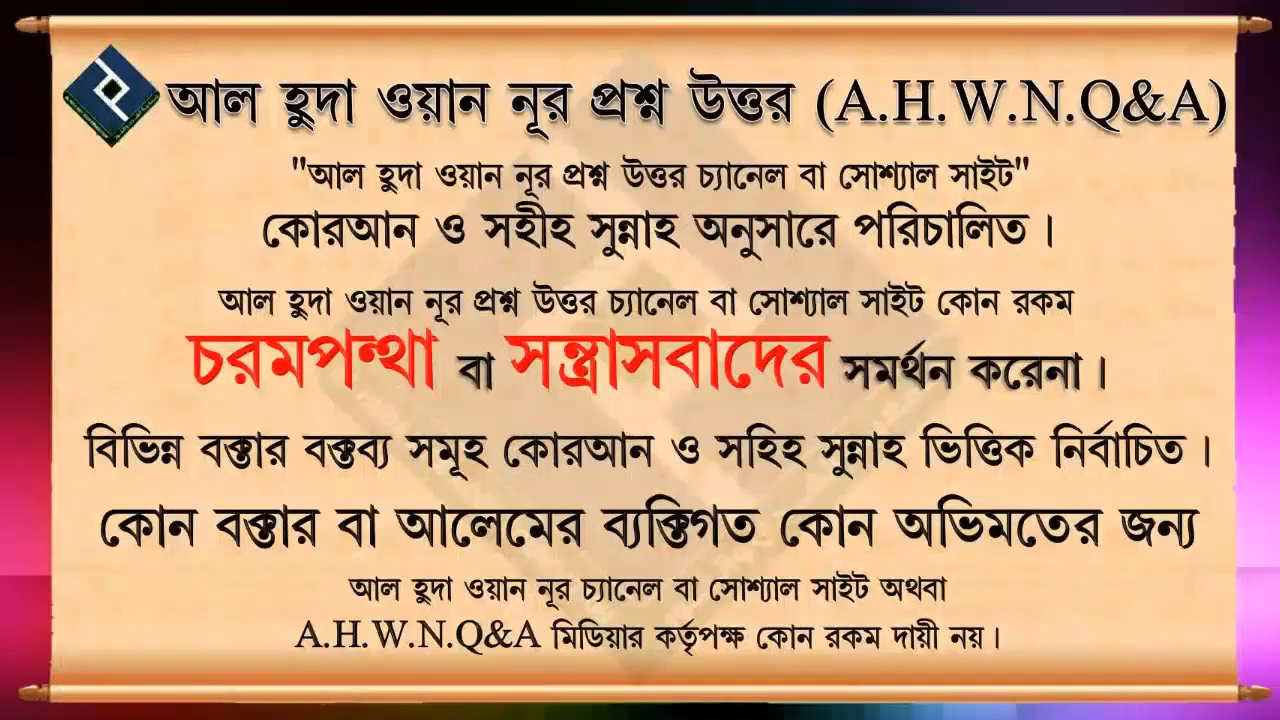 আল হুদা ওয়ান নূর প্রশ্ন উত্তর (A.H.W.N.Q&A)
"আল হুদা ওয়ান নূর প্রশ্ন উত্তর চ্যানেল বা সোশ্যাল সাইট"
কোরআন ও সহীহ সুন্নাহ অনুসারে পরিচালিত।
আল হুদা ওয়ান নূর প্রশ্ন উত্তর চ্যানেল বা সোশ্যাল সাইট কোন রকম
চরমপন্থা বা সন্ত্রাসবাদের সমর্থন করেনা।
বিভিন্ন বক্তার বক্তব্য সমূহ কোরআন ও সহিহ সুন্নাহ ভিত্তিক নির্বাচিত।
কোন বক্তার বা আলেমের ব্যক্তিগত কোন অভিমতের জন্য
আল হুদা ওয়ান নূর চ্যানেল বা সোশ্যাল সাইট অথবা
A.H.W.N.Q&A মিডিয়ার কর্তৃপক্ষ কোন রকম দায়ী নয়।